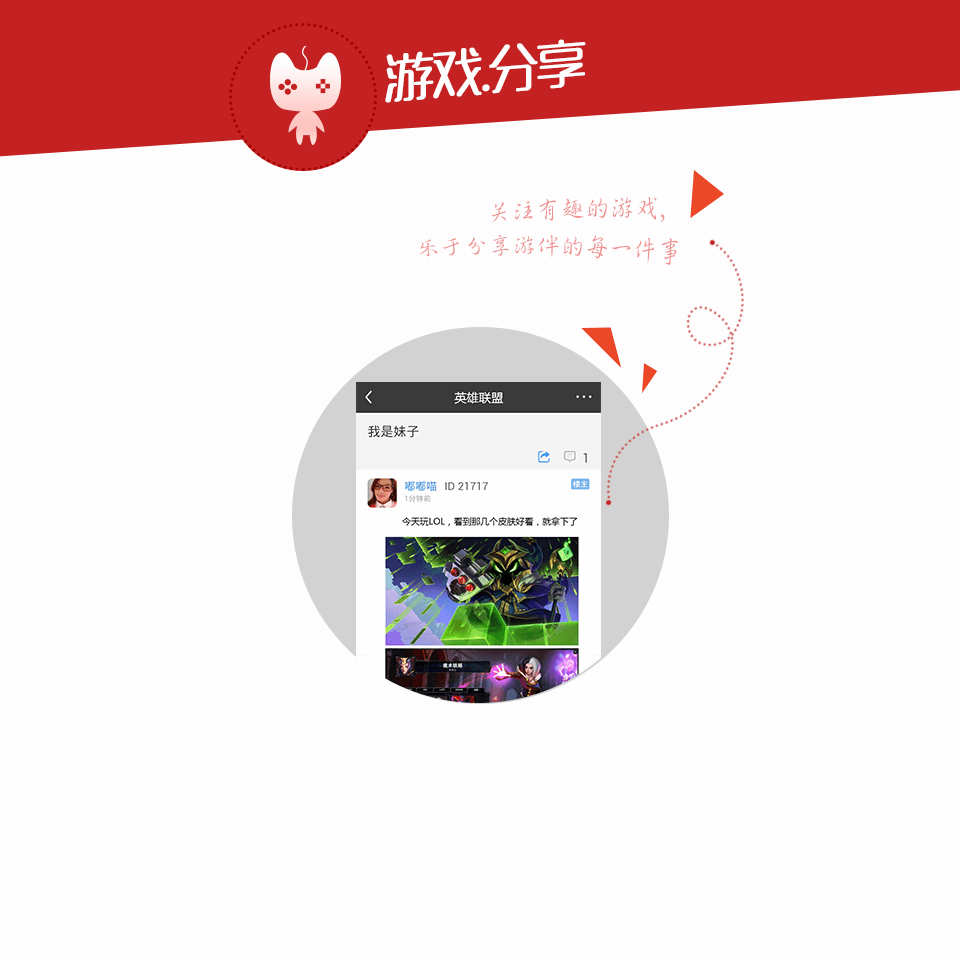 游戏.分享
关注有趣的游戏,
乐于分享游伴的每一件事
英雄联盟
我是妹子
1
嘟嘟喵 ID 21717
楼主
1分钟前
今天玩LOL，看到那几个皮肤好看，就拿下了